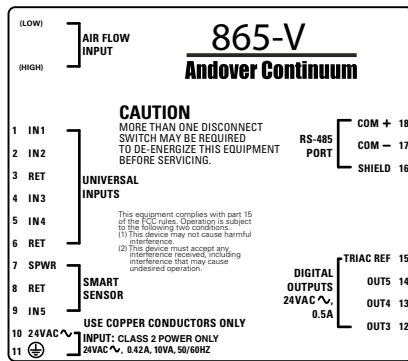 (LOW)
(HIGH)
AIR FLOW
INPUT
865-V
Andover Continuum
CAUTION
MORE THAN ONE DISCONNECT
SWITCH MAY BE REQUIRED
TO DE-ENERGIZE THIS EQUIPMENT
BEFORE SERVICING.
1 IN1
2 IN2
3 RET
4 IN3
5 IN4
6 RET
UNIVERSAL
INPUTS
7 SPWR
8 RET
9 IN5
SMART
SENSOR
10 24VAC ∿
11 ⏚
INPUT: CLASS 2 POWER ONLY
24VAC ∿, 0.42A, 10VA, 50/60HZ
USE COPPER CONDUCTORS ONLY
This equipment complies with part 15
of the FCC rules. Operation is subject
to the following two conditions.
(1) This device may not cause harmful
interference.
(2) This device must accept any
interference received, including
interference that may cause
undesired operation.
RS-485
PORT
COM + 18
COM − 17
SHIELD 16
DIGITAL
OUTPUTS
24VAC ∿,
0.5A
TRIAC REF 15
OUT5 14
OUT4 13
OUT3 12